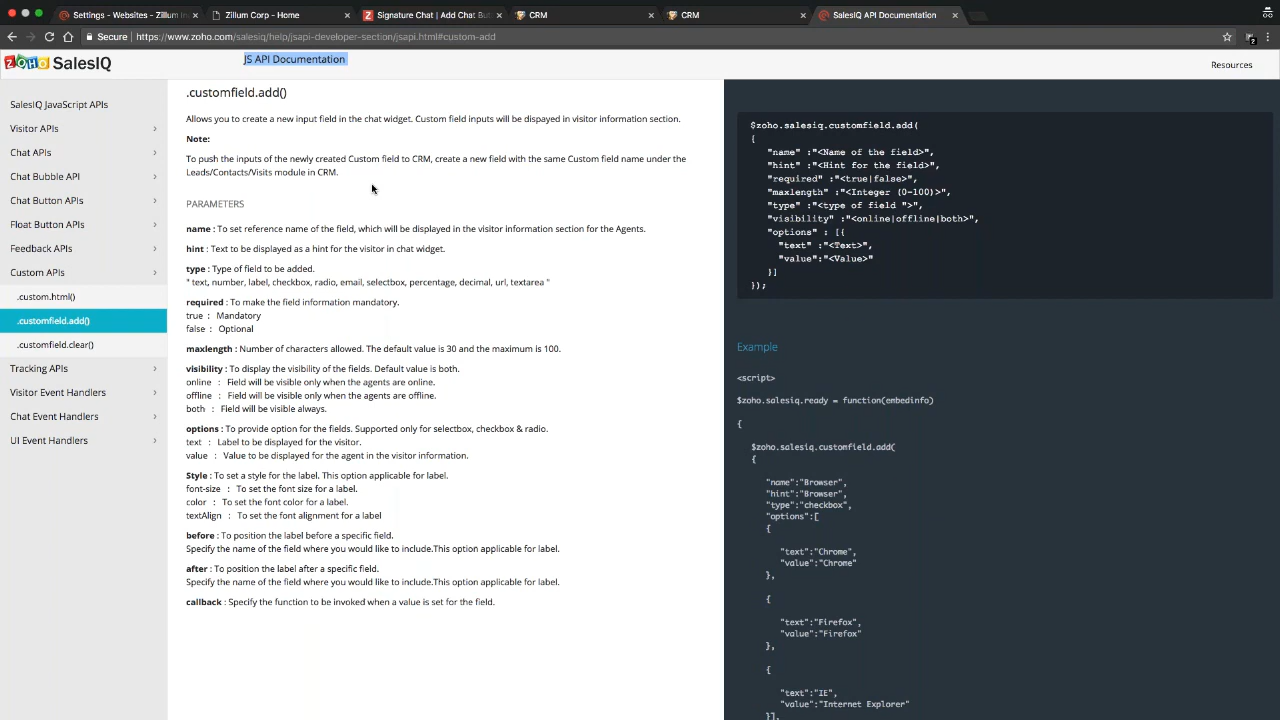 Settings - Websites - Zillum In
Zillum Corp - Home
Signature Chat | Add Chat But
CRM
CRM
SalesIQ API Documentation
Secure
https://www.zoho.com/salesiq/help/jsapi-developer-section/jsapi.html#custom-add
2
ZOHO SalesIQ
JS API Documentation
Resources
SalesIQ JavaScript APIs
Visitor APIs
Chat APIs
Chat Bubble API
Chat Button APIs
Float Button APIs
Feedback APIs
Custom APIs
.custom.html()
.customfield.add()
.customfield.clear()
Tracking APIs
Visitor Event Handlers
Chat Event Handlers
UI Event Handlers
.customfield.add()
Allows you to create a new input field in the chat widget. Custom field inputs will be dispayed in visitor information section.
Note:
To push the inputs of the newly created Custom field to CRM, create a new field with the same Custom field name under the
Leads/Contacts/Visits module in CRM.
PARAMETERS
name : To set reference name of the field, which will be displayed in the visitor information section for the Agents.
hint : Text to be displayed as a hint for the visitor in chat widget.
type : Type of field to be added.
" text, number, label, checkbox, radio, email, selectbox, percentage, decimal, url, textarea "
required : To make the field information mandatory.
true : Mandatory
false : Optional
maxlength : Number of characters allowed. The default value is 30 and the maximum is 100.
visibility : To display the visibility of the fields. Default value is both.
online : Field will be visible only when the agents are online.
offline : Field will be visible only when the agents are offline.
both : Field will be visible always.
options : To provide option for the fields. Supported only for selectbox, checkbox & radio.
text : Label to be displayed for the visitor.
value : Value to be displayed for the agent in the visitor information.
Style : To set a style for the label. This option applicable for label.
font-size : To set the font size for a label.
color : To set the font color for a label.
textAlign : To set the font alignment for a label
before : To position the label before a specific field.
Specify the name of the field where you would like to include.This option applicable for label.
after : To position the label after a specific field.
Specify the name of the field where you would like to include.This option applicable for label.
callback : Specify the function to be invoked when a value is set for the field.
$zoho.salesiq.customfield.add(
{
"name" :"<Name of the field>",
"hint" :"<Hint for the field>",
"required" :"<true|false>",
"maxlength" :"<Integer (0-100)>",
"type" :"<type of field ">",
"visibility" :"<online|offline|both>",
"options" : [{
"text" :"<Text>",
"value":"<Value>"
}]
});
Example
<script>
$zoho.salesiq.ready = function(embedinfo)
{
$zoho.salesiq.customfield.add(
{
"name":"Browser",
"hint":"Browser",
"type":"checkbox",
"options":[
{
"text":"Chrome",
"value":"Chrome"
},
{
"text":"Firefox",
"value":"Firefox"
},
{
"text":"IE",
"value":"Internet Explorer"
}],